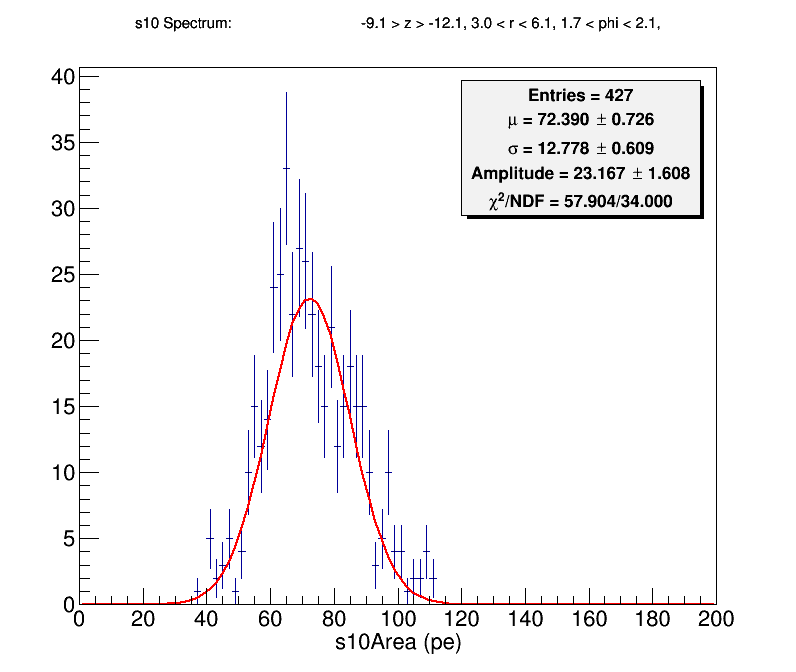 s10 Spectrum: -9.1 > z > -12.1, 3.0 < r < 6.1, 1.7 < phi < 2.1,
Entries = 427
μ = 72.390 ± 0.726
σ = 12.778 ± 0.609
Amplitude = 23.167 ± 1.608
χ²/NDF = 57.904/34.000
40
35
30
25
20
15
10
5
0
0 20 40 60 80 100 120 140 160 180 200
s10Area (pe)